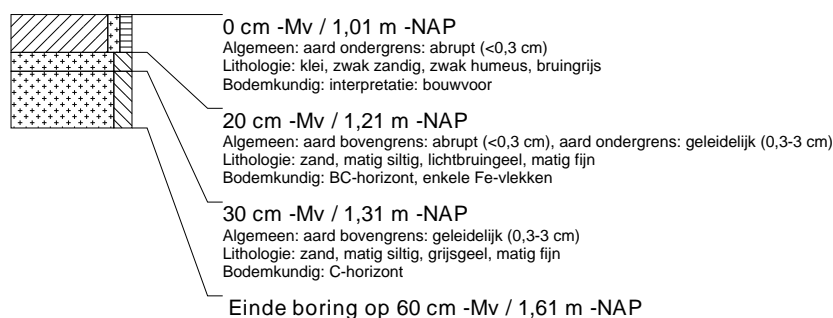 0 cm -Mv / 1,01 m -NAP
Algemeen: aard ondergrens: abrupt (<0,3 cm)
Lithologie: klei, zwak zandig, zwak humeus, bruingrijs
Bodemkundig: interpretatie: bouwvoor
20 cm -Mv / 1,21 m -NAP
Algemeen: aard bovengrens: abrupt (<0,3 cm), aard ondergrens: geleidelijk (0,3-3 cm)
Lithologie: zand, matig siltig, lichtbruingeel, matig fijn
Bodemkundig: BC-horizont, enkele Fe-vlekken
30 cm -Mv / 1,31 m -NAP
Algemeen: aard bovengrens: geleidelijk (0,3-3 cm)
Lithologie: zand, matig siltig, grijsgeel, matig fijn
Bodemkundig: C-horizont
Einde boring op 60 cm -Mv / 1,61 m -NAP